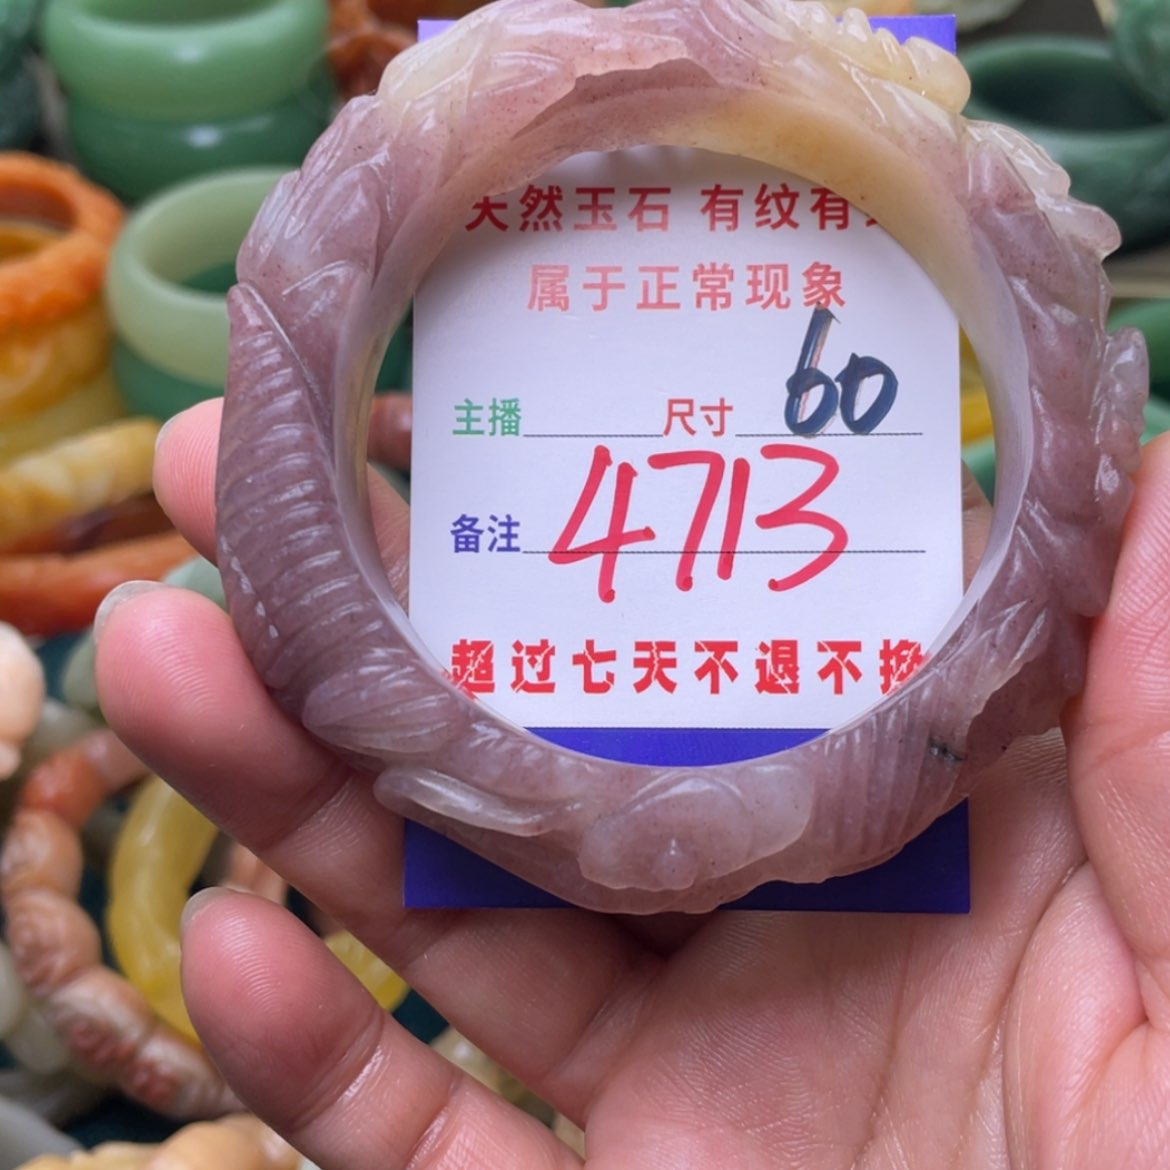 天然玉石 有纹有
属于正常现象
主播 尺寸 60
备注 4713
超过七天不退不换